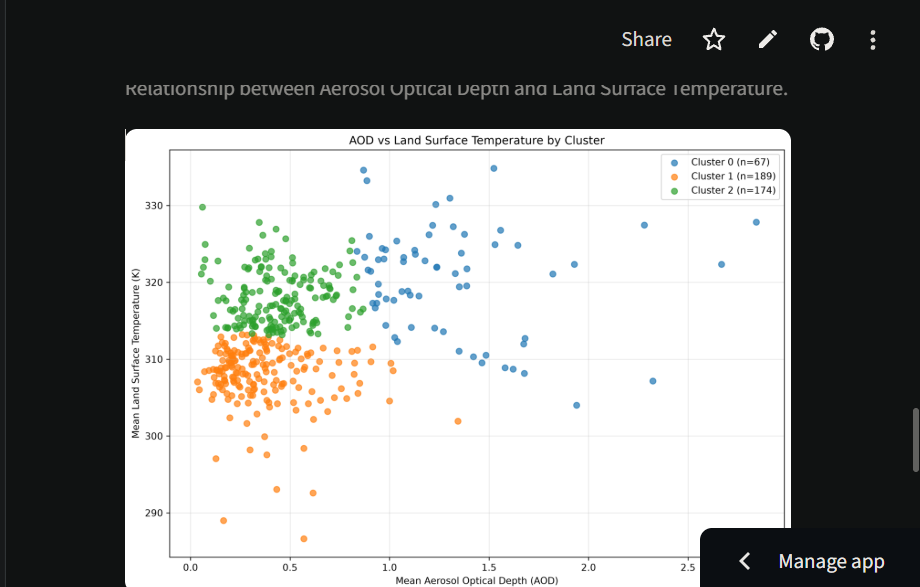 Share
Relationship between Aerosol Optical Depth and Land Surface Temperature.
AOD vs Land Surface Temperature by Cluster
Cluster 0 (n=67)
Cluster 1 (n=189)
Cluster 2 (n=174)
Mean Land Surface Temperature (K)
330
320
310
300
290
0.0 0.5 1.0 1.5 2.0 2.5
Mean Aerosol Optical Depth (AOD)
Manage app